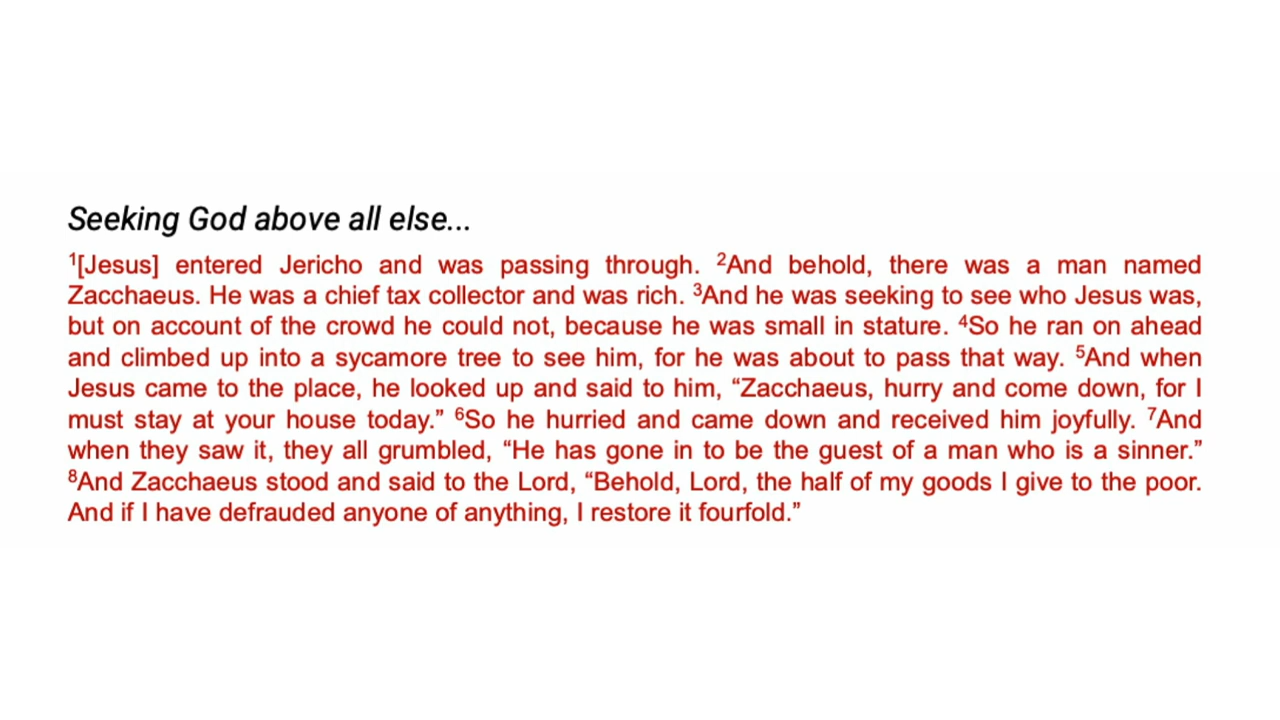 Seeking God above all else...
¹[Jesus] entered Jericho and was passing through. ²And behold, there was a man named
Zacchaeus. He was a chief tax collector and was rich. ³And he was seeking to see who Jesus was,
but on account of the crowd he could not, because he was small in stature. ⁴So he ran on ahead
and climbed up into a sycamore tree to see him, for he was about to pass that way. ⁵And when
Jesus came to the place, he looked up and said to him, “Zacchaeus, hurry and come down, for I
must stay at your house today.” ⁶So he hurried and came down and received him joyfully. ⁷And
when they saw it, they all grumbled, “He has gone in to be the guest of a man who is a sinner.”
⁸And Zacchaeus stood and said to the Lord, “Behold, Lord, the half of my goods I give to the poor.
And if I have defrauded anyone of anything, I restore it fourfold.”